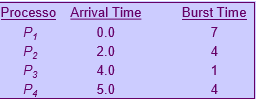 Processo Arrival Time Burst Time
P1 0.0 7
P2 2.0 4
P3 4.0 1
P4 5.0 4